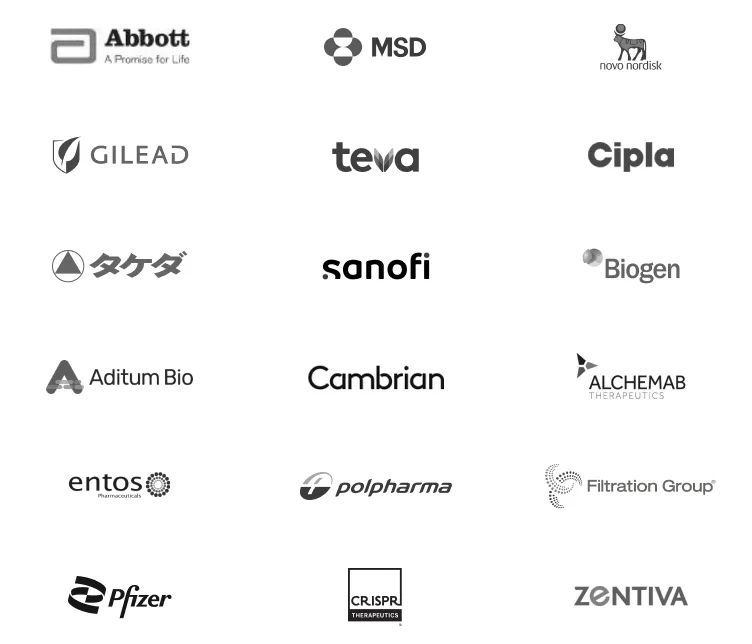 Abbott
A Promise for Life
MSD
novo nordisk
GILEAD
teva
Cipla
タケダ
sanofi
Biogen
Aditum Bio
Cambrian
ALCHEMAB
THERAPEUTICS
entos
Pharmaceuticals
polpharma
Filtration Group®
Pfizer
CRISPR
THERAPEUTICS
ZENTIVA